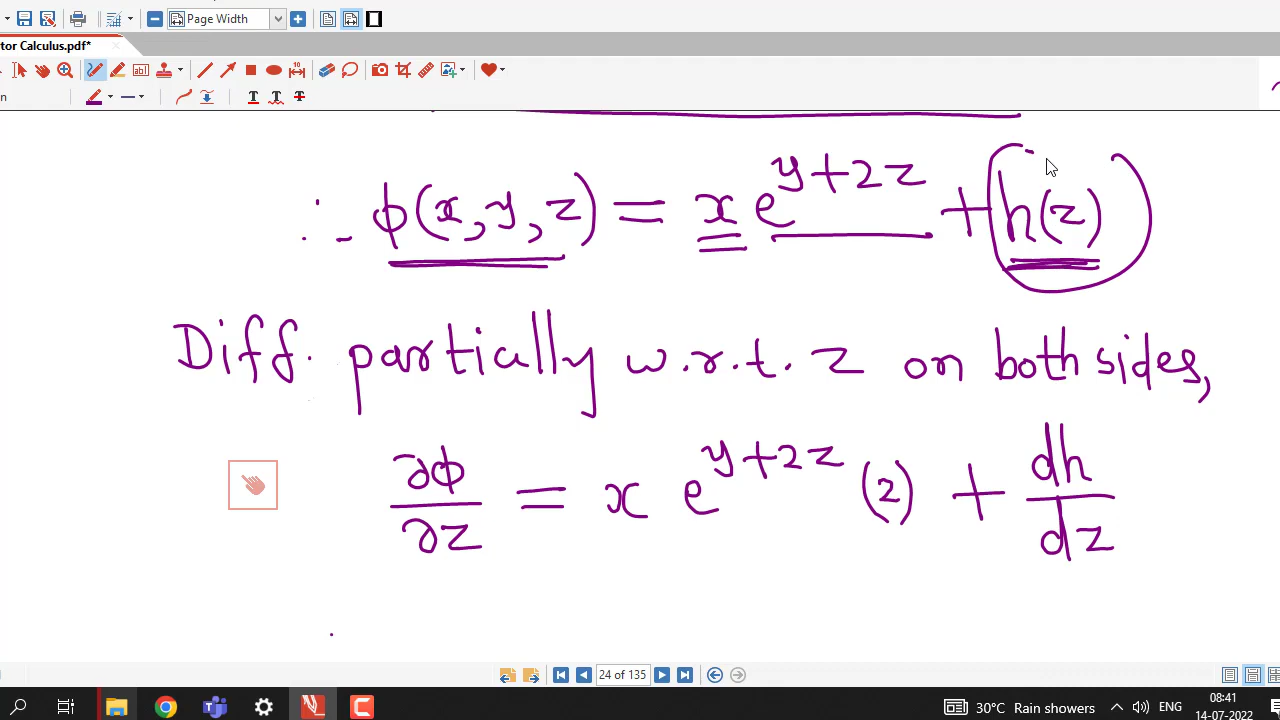 Page Width
tor Calculus.pdf*
∴ ϕ(x, y, z) = x e^{y+2z} + h(z)
Diff. partially w.r.t. z on both sides,
∂ϕ/∂z = x e^{y+2z} (2) + dh/dz
24 of 135
30°C Rain showers
ENG
08:41
14-07-2022